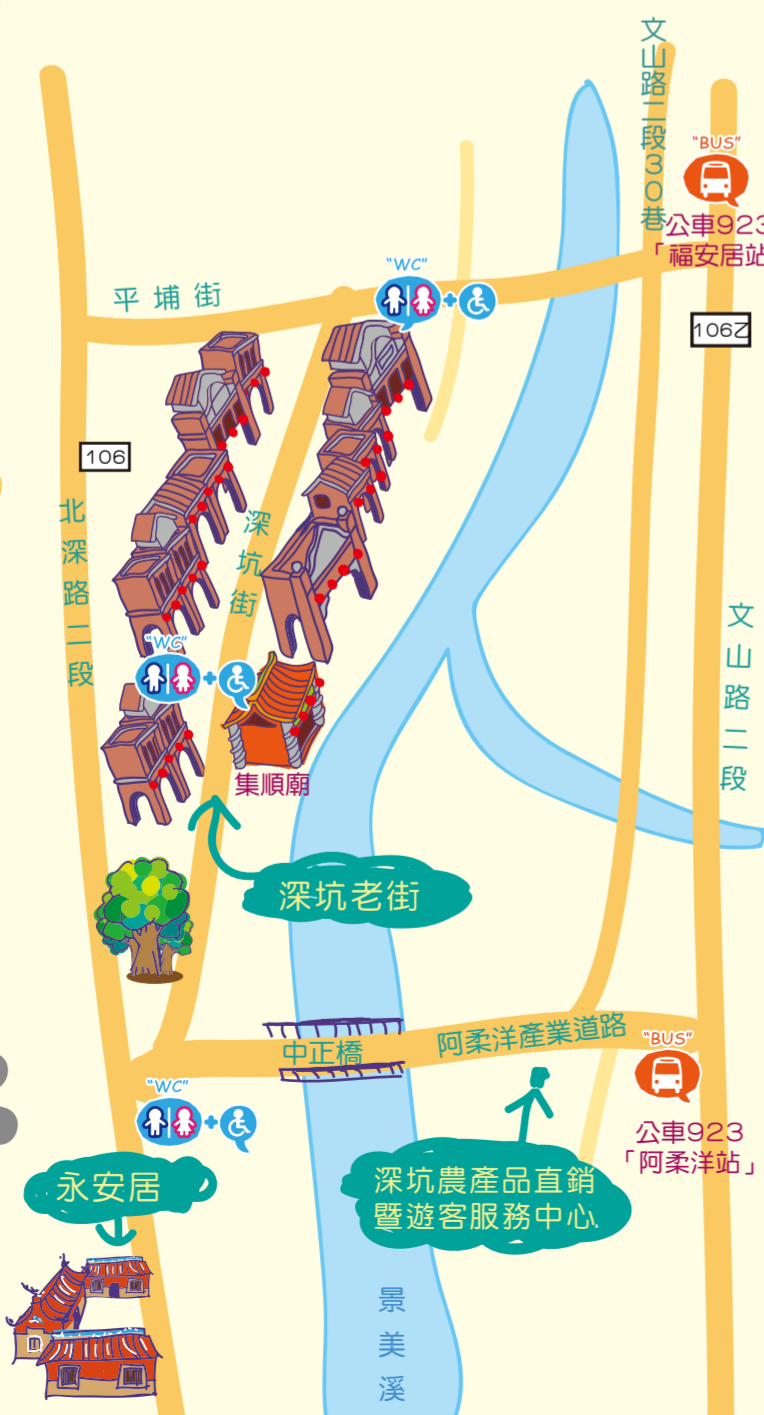 文山路二段30巷
"BUS"
公車923
「福安居站
"WC"
平埔街
106乙
106
北深路二段
深坑街
文山路二段
"WC"
集順廟
深坑老街
中正橋
阿柔洋產業道路
"BUS"
公車923
「阿柔洋站」
"WC"
永安居
深坑農產品直銷
暨遊客服務中心.
景美溪